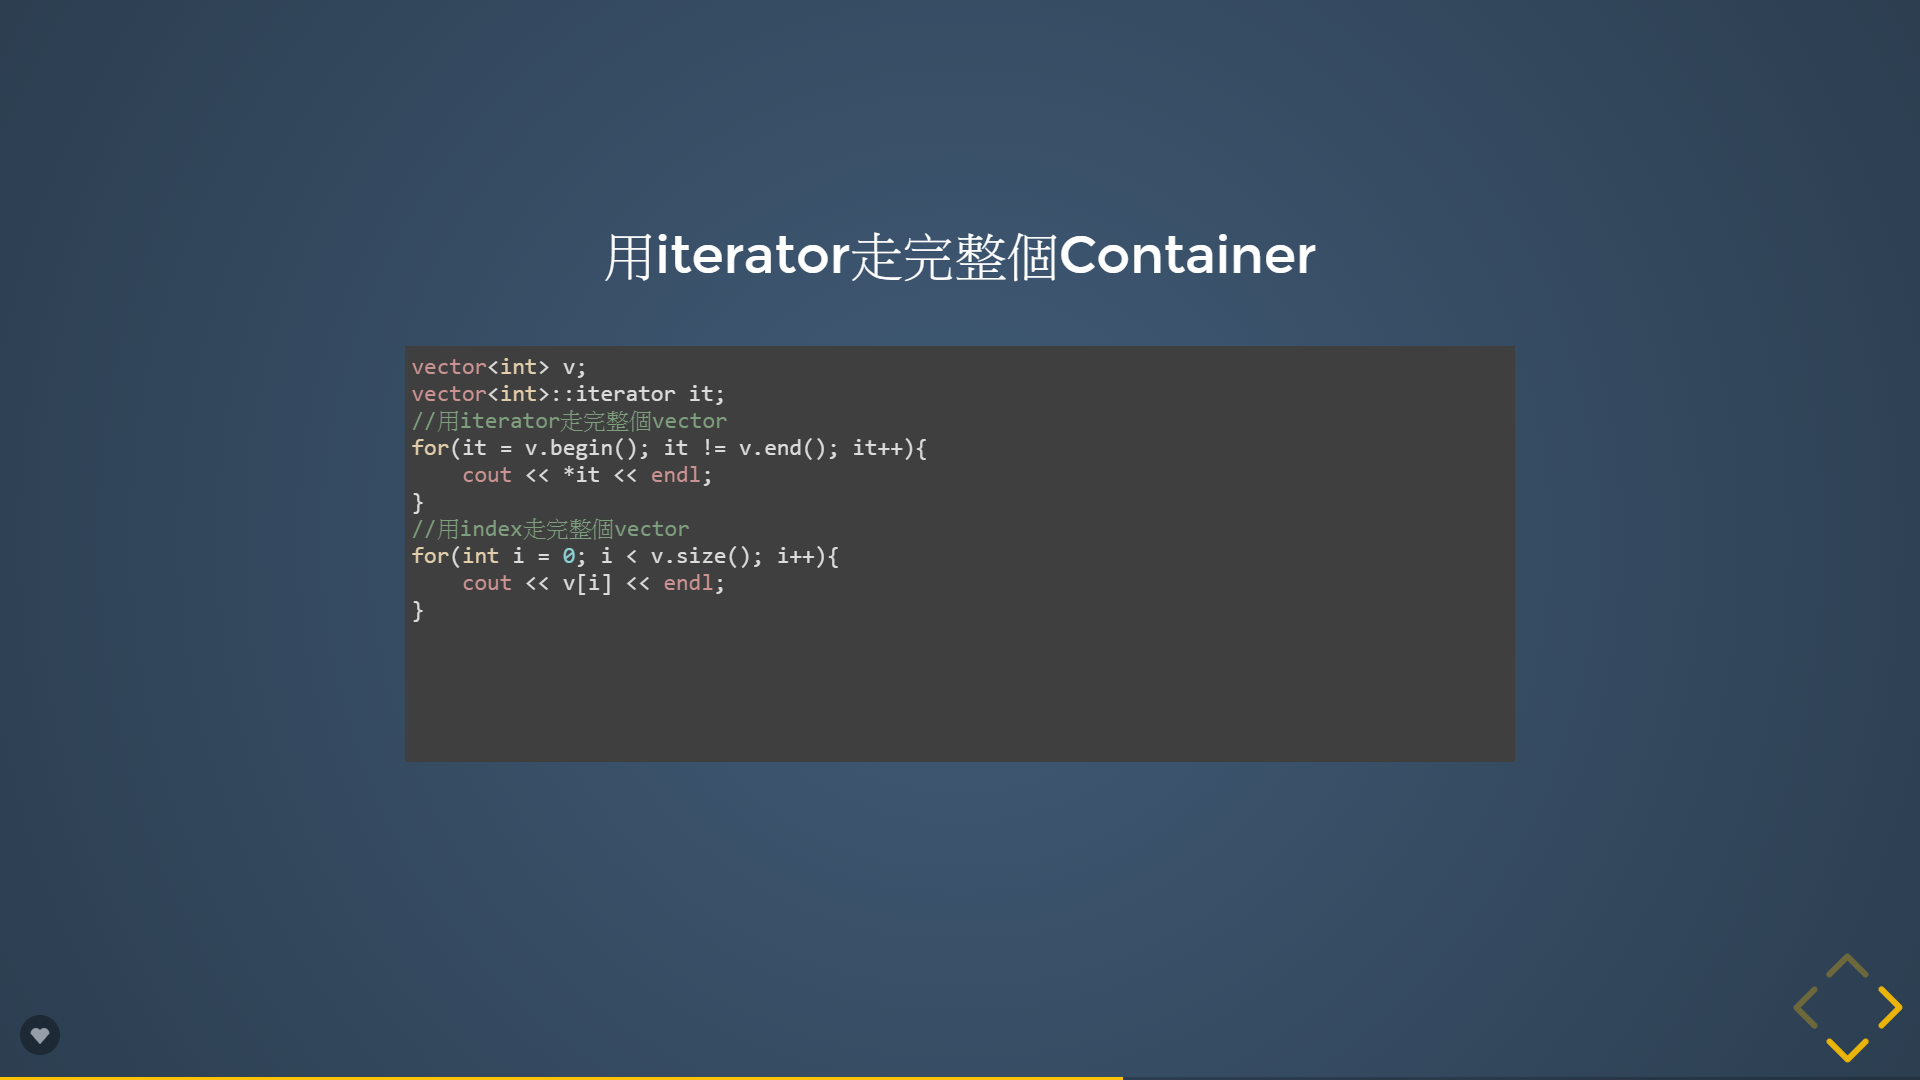 用iterator走完整個Container
vector<int> v;
vector<int>::iterator it;
//用iterator走完整個vector
for(it = v.begin(); it != v.end(); it++){
    cout << *it << endl;
}
//用index走完整個vector
for(int i = 0; i < v.size(); i++){
    cout << v[i] << endl;
}